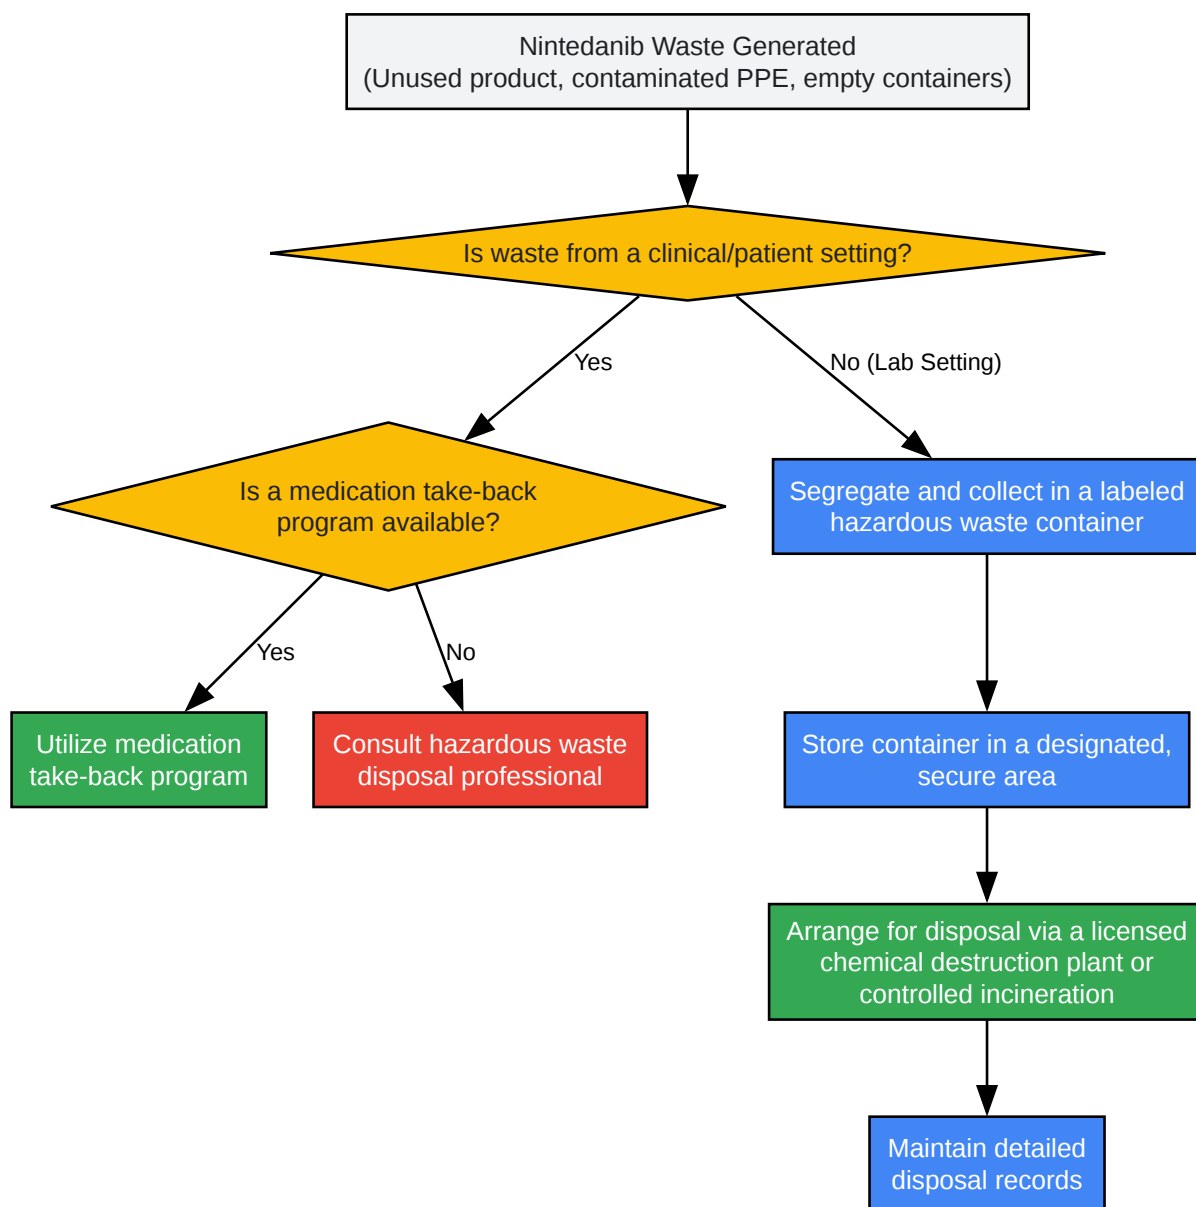 Nintedanib Waste Generated
(Unused product, contaminated PPE, empty containers)
Is waste from a clinical/patient setting?
Yes
No (Lab Setting)
Is a medication take-back
program available?
Segregate and collect in a labeled
hazardous waste container
Yes
No
Utilize medication
take-back program
Consult hazardous waste
disposal professional
Store container in a designated,
secure area
Arrange for disposal via a licensed
chemical destruction plant or
controlled incineration
Maintain detailed
disposal records